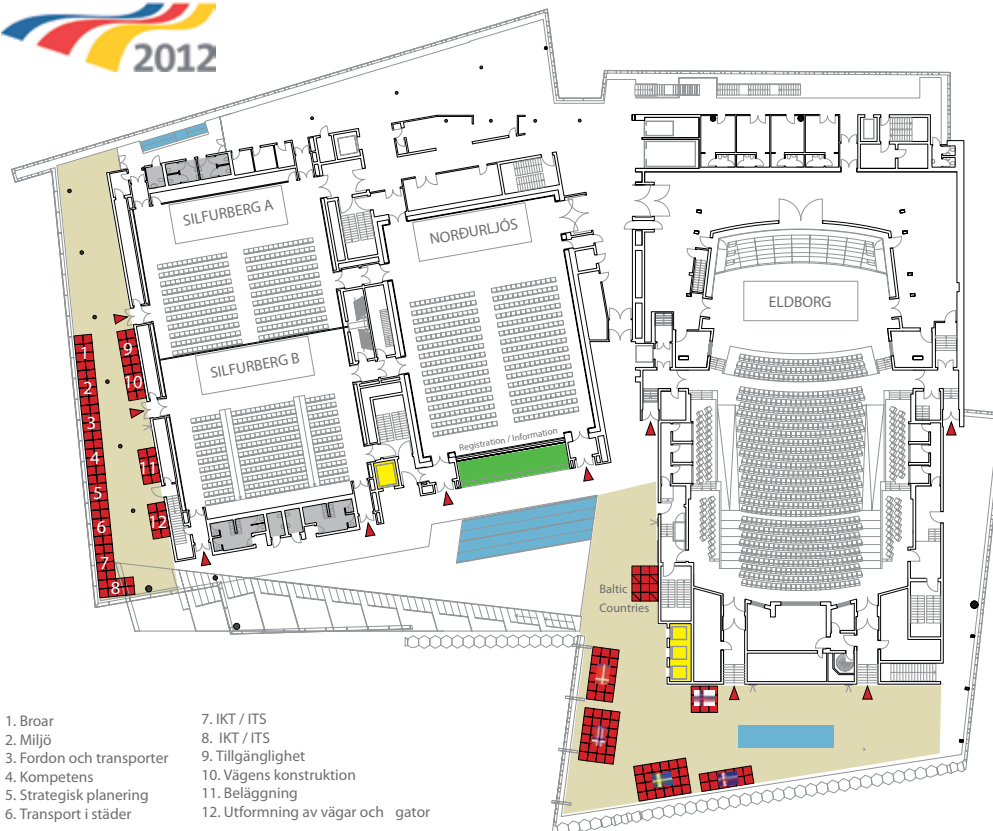 2012
SILFURBERG A
NORÐURLJÓS
ELDBORG
SILFURBERG B
Registration / Information
1
2
3
4
5
6
7
8
9
10
11
12
Baltic
Countries
1. Broar
2. Miljö
3. Fordon och transporter
4. Kompetens
5. Strategisk planering
6. Transport i städer
7. IKT / ITS
8. IKT / ITS
9. Tillgänglighet
10. Vägens konstruktion
11. Beläggning
12. Utformning av vägar och gator